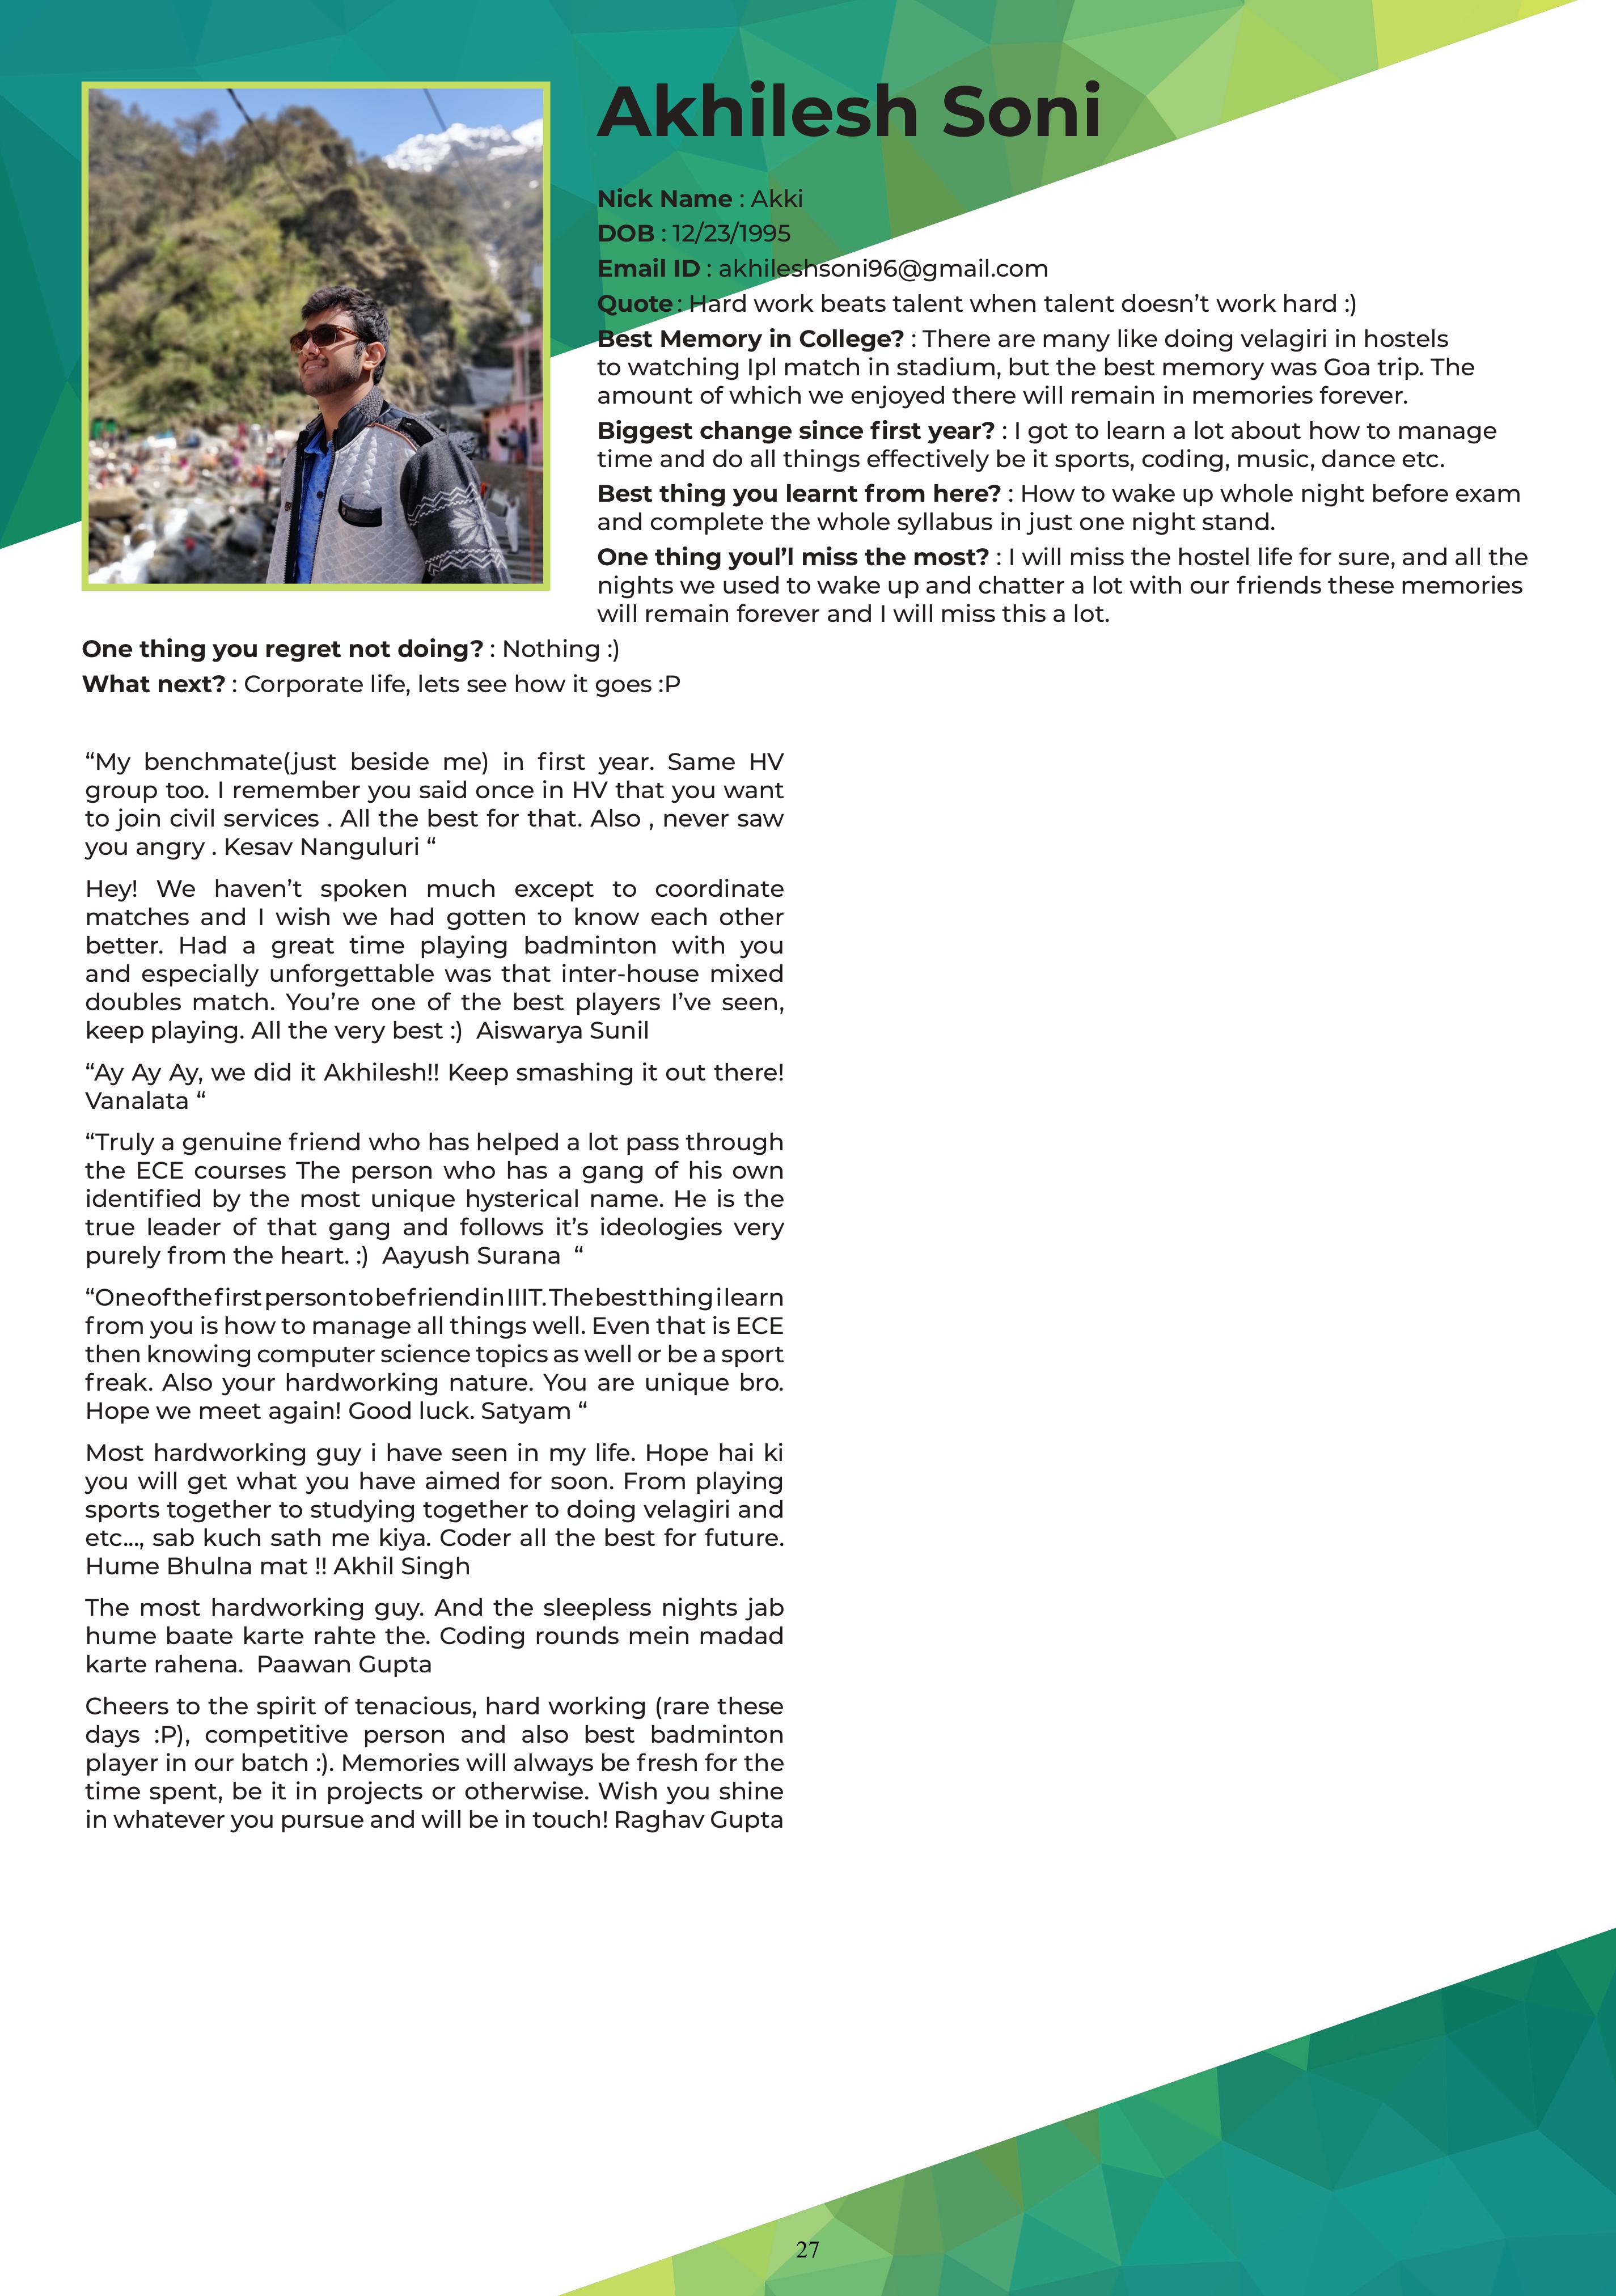 Akhilesh Soni
Nick Name : Akki
DOB : 12/23/1995
Email ID : akhileshsoni96@gmail.com
Quote : Hard work beats talent when talent doesn’t work hard :)
Best Memory in College? : There are many like doing velagiri in hostels
to watching Ipl match in stadium, but the best memory was Goa trip. The
amount of which we enjoyed there will remain in memories forever.
Biggest change since first year? : I got to learn a lot about how to manage
time and do all things effectively be it sports, coding, music, dance etc.
Best thing you learnt from here? : How to wake up whole night before exam
and complete the whole syllabus in just one night stand.
One thing youl’l miss the most? : I will miss the hostel life for sure, and all the
nights we used to wake up and chatter a lot with our friends these memories
will remain forever and I will miss this a lot.
One thing you regret not doing? : Nothing :)
What next? : Corporate life, lets see how it goes :P
“My benchmate(just beside me) in first year. Same HV
group too. I remember you said once in HV that you want
to join civil services . All the best for that. Also , never saw
you angry . Kesav Nanguluri “
Hey! We haven’t spoken much except to coordinate
matches and I wish we had gotten to know each other
better. Had a great time playing badminton with you
and especially unforgettable was that inter-house mixed
doubles match. You’re one of the best players I’ve seen,
keep playing. All the very best :)  Aiswarya Sunil
“Ay Ay Ay, we did it Akhilesh!! Keep smashing it out there!
Vanalata “
“Truly a genuine friend who has helped a lot pass through
the ECE courses The person who has a gang of his own
identified by the most unique hysterical name. He is the
true leader of that gang and follows it’s ideologies very
purely from the heart. :)  Aayush Surana  “
“One of the first person to be friend in IIIT. The best thing i learn
from you is how to manage all things well. Even that is ECE
then knowing computer science topics as well or be a sport
freak. Also your hardworking nature. You are unique bro.
Hope we meet again! Good luck. Satyam “
Most hardworking guy i have seen in my life. Hope hai ki
you will get what you have aimed for soon. From playing
sports together to studying together to doing velagiri and
etc..., sab kuch sath me kiya. Coder all the best for future.
Hume Bhulna mat !! Akhil Singh
The most hardworking guy. And the sleepless nights jab
hume baate karte rahte the. Coding rounds mein madad
karte rahena.  Paawan Gupta
Cheers to the spirit of tenacious, hard working (rare these
days :P), competitive person and also best badminton
player in our batch :). Memories will always be fresh for the
time spent, be it in projects or otherwise. Wish you shine
in whatever you pursue and will be in touch! Raghav Gupta
27